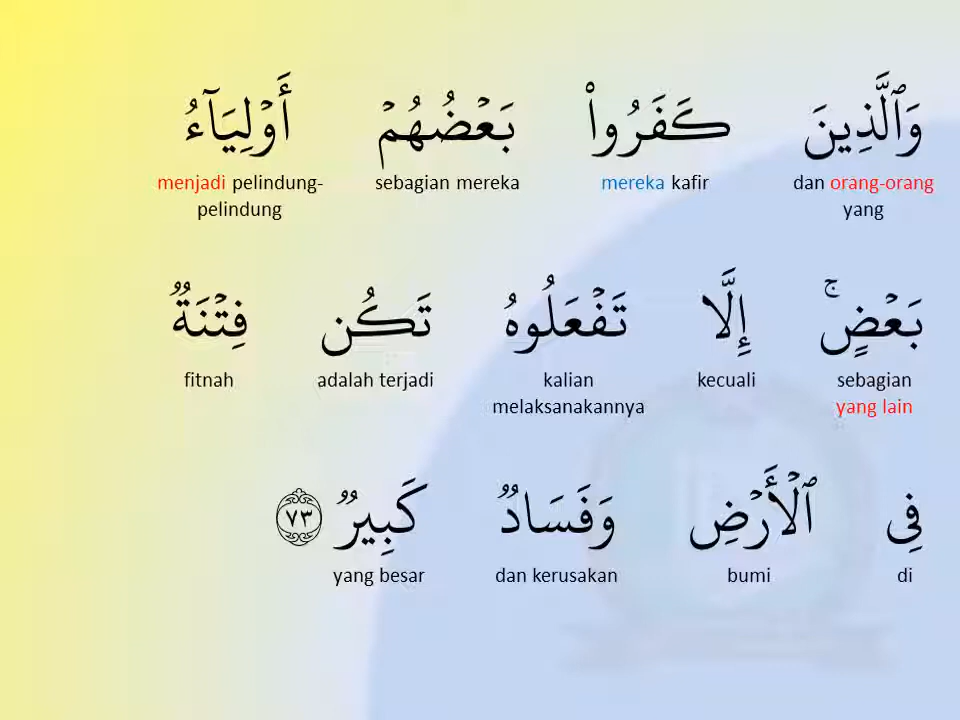 وَٱلَّذِينَ كَفَرُوا۟ بَعْضُهُمْ أَوْلِيَآءُ
dan orang-orang yang mereka kafir sebagian mereka menjadi pelindung-pelindung
بَعْضٍ ۚ إِلَّا تَفْعَلُوهُ تَكُن فِتْنَةٌ
sebagian yang lain kecuali kalian melaksanakannya adalah terjadi fitnah
فِى ٱلْأَرْضِ وَفَسَادٌ كَبِيرٌ ٧٣
di bumi dan kerusakan yang besar